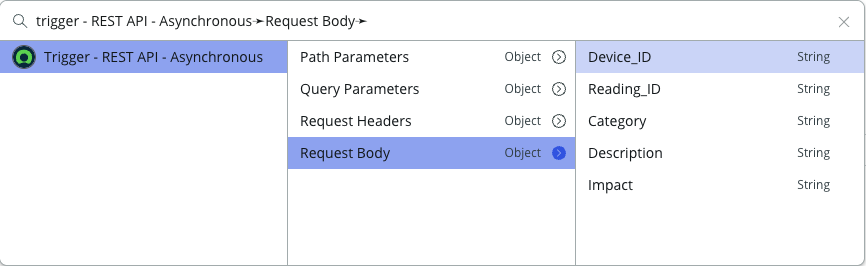 trigger - REST API - Asynchronous➛Request Body➛
Trigger - REST API - Asynchronous
Path Parameters Object
Query Parameters Object
Request Headers Object
Request Body Object
Device_ID String
Reading_ID String
Category String
Description String
Impact String